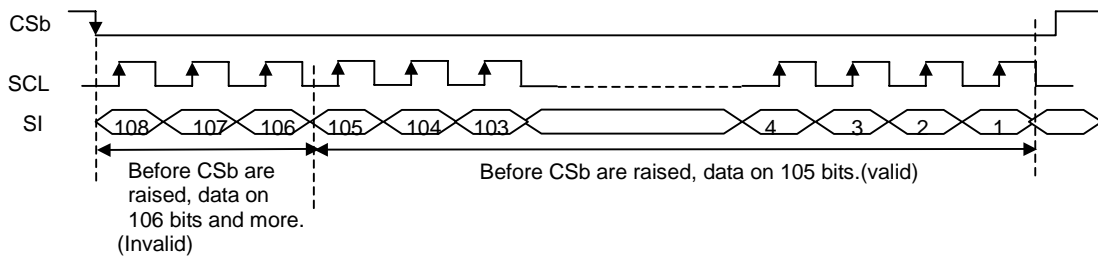 CSb
SCL
SI
108 107 106 105 104 103 4 3 2 1
Before CSb are
raised, data on
106 bits and more.
(Invalid)
Before CSb are raised, data on 105 bits.(valid)